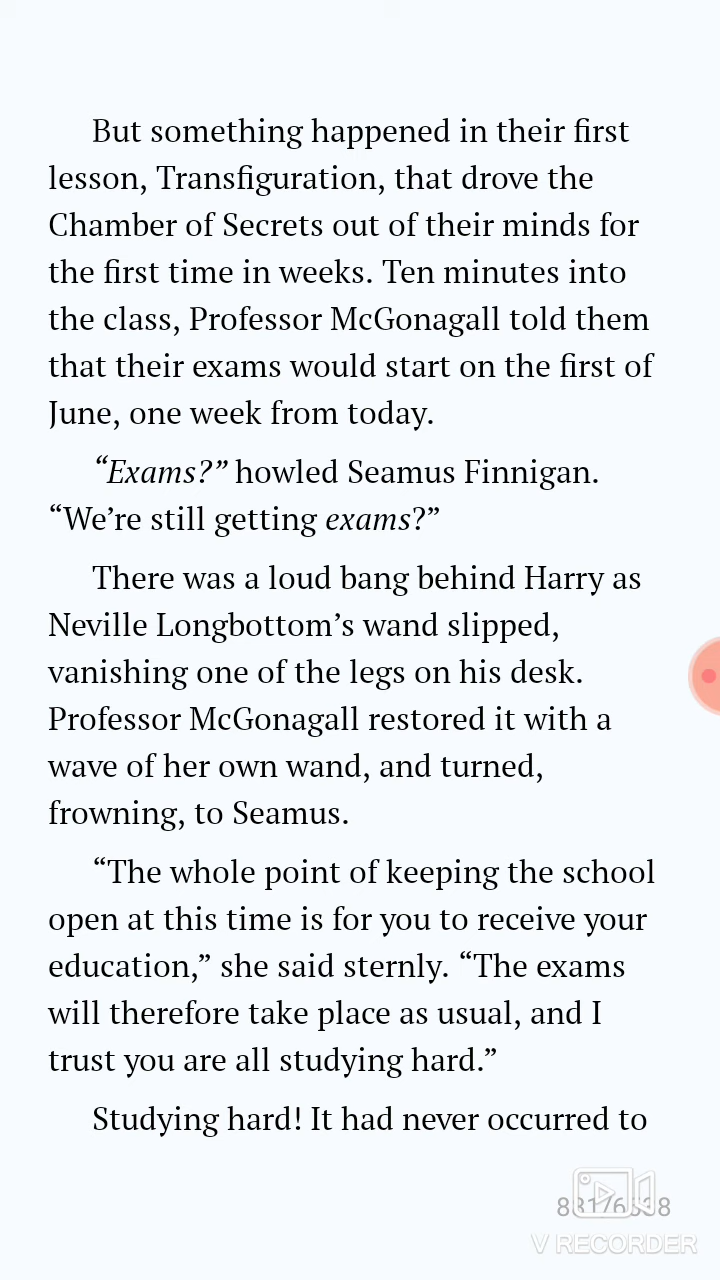 But something happened in their first
lesson, Transfiguration, that drove the
Chamber of Secrets out of their minds for
the first time in weeks. Ten minutes into
the class, Professor McGonagall told them
that their exams would start on the first of
June, one week from today.
“Exams?” howled Seamus Finnigan.
“We’re still getting exams?”
There was a loud bang behind Harry as
Neville Longbottom’s wand slipped,
vanishing one of the legs on his desk.
Professor McGonagall restored it with a
wave of her own wand, and turned,
frowning, to Seamus.
“The whole point of keeping the school
open at this time is for you to receive your
education,” she said sternly. “The exams
will therefore take place as usual, and I
trust you are all studying hard.”
Studying hard! It had never occurred to
V RECORDER